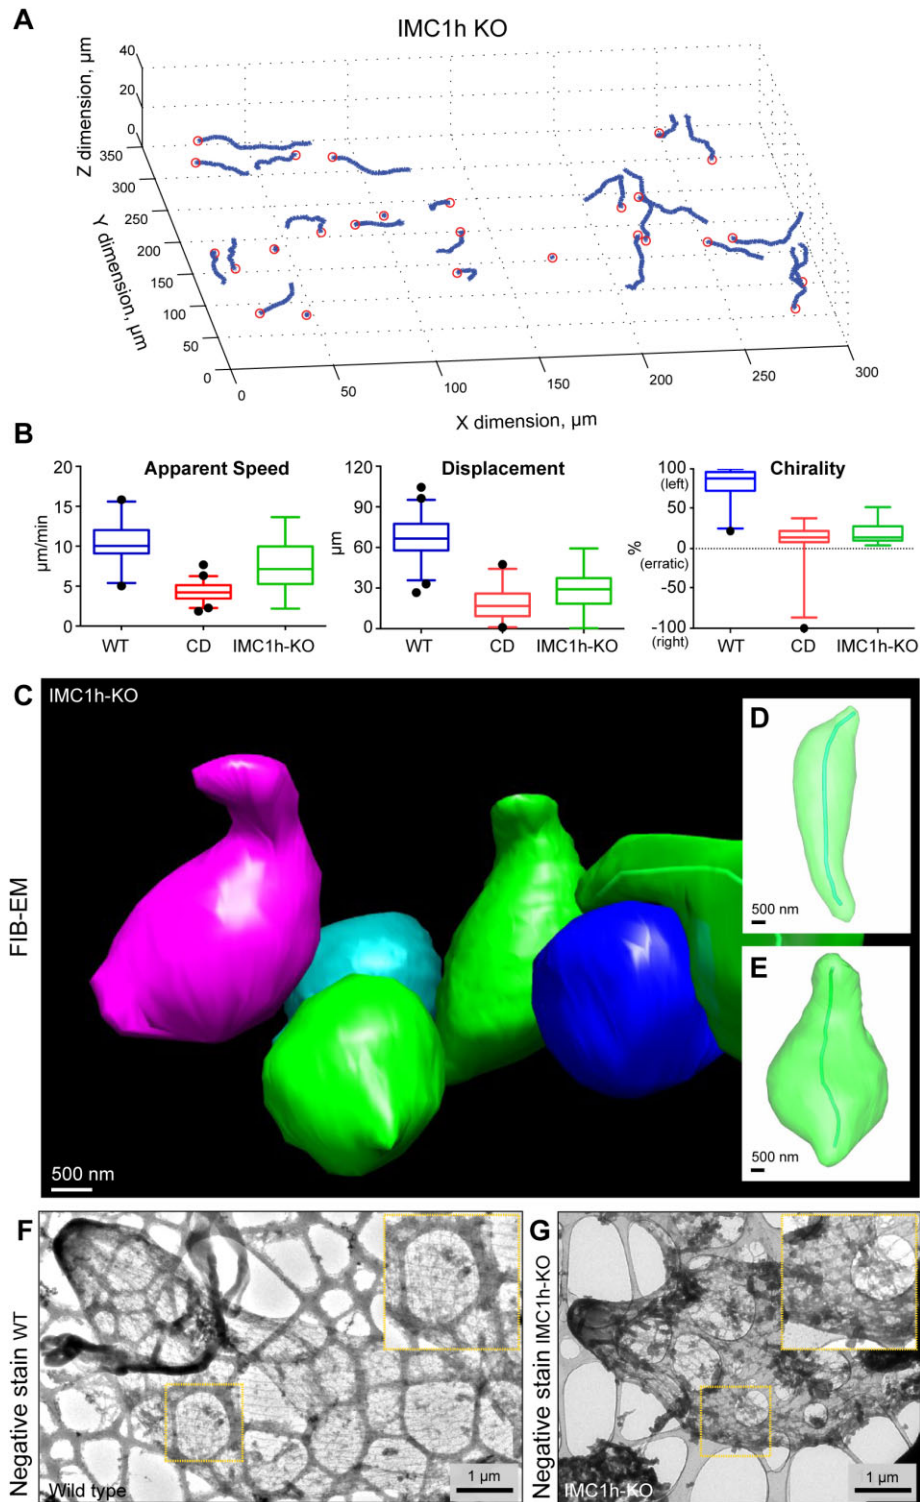 A
IMC1h KO
Z dimension, µm
40
20
0
350
300
250
200
150
100
50
0
Y dimension, µm
0
50
100
150
200
250
300
X dimension, µm
B
Apparent Speed
µm/min
20
15
10
5
0
WT CD IMC1h-KO
Displacement
µm
120
90
60
30
0
WT CD IMC1h-KO
Chirality
%
100
(left)
50
0
(erratic)
-50
-100
(right)
WT CD IMC1h-KO
C
IMC1h-KO
FIB-EM
500 nm
D
500 nm
E
500 nm
F
Negative stain WT
Wild type
1 µm
G
Negative stain IMC1h-KO
IMC1h-KO
1 µm